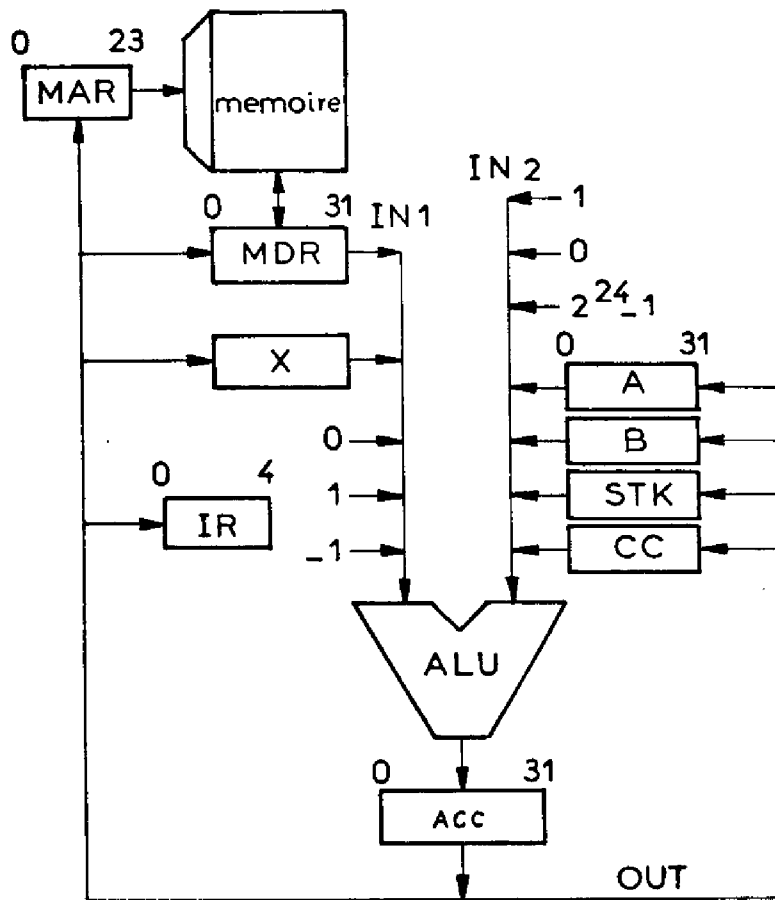 0 23
MAR
memoire
IN 2
- 1
0 31
IN1
MDR
0
2^24-1
X
0 31
A
0
B
0 4
1
STK
IR
-1
CC
ALU
0 31
ACC
OUT